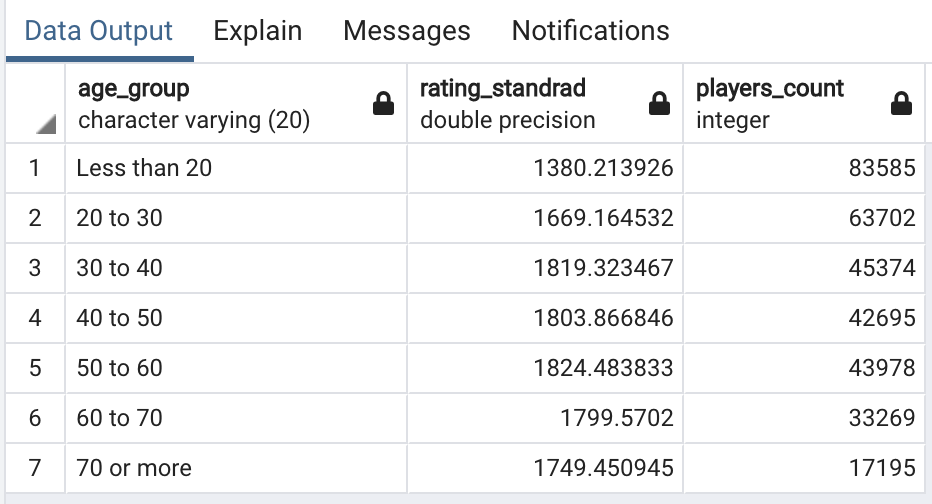 Data Output Explain Messages Notifications
age_group rating_standrad players_count
character varying (20) double precision integer
1 Less than 20 1380.213926 83585
2 20 to 30 1669.164532 63702
3 30 to 40 1819.323467 45374
4 40 to 50 1803.866846 42695
5 50 to 60 1824.483833 43978
6 60 to 70 1799.5702 33269
7 70 or more 1749.450945 17195